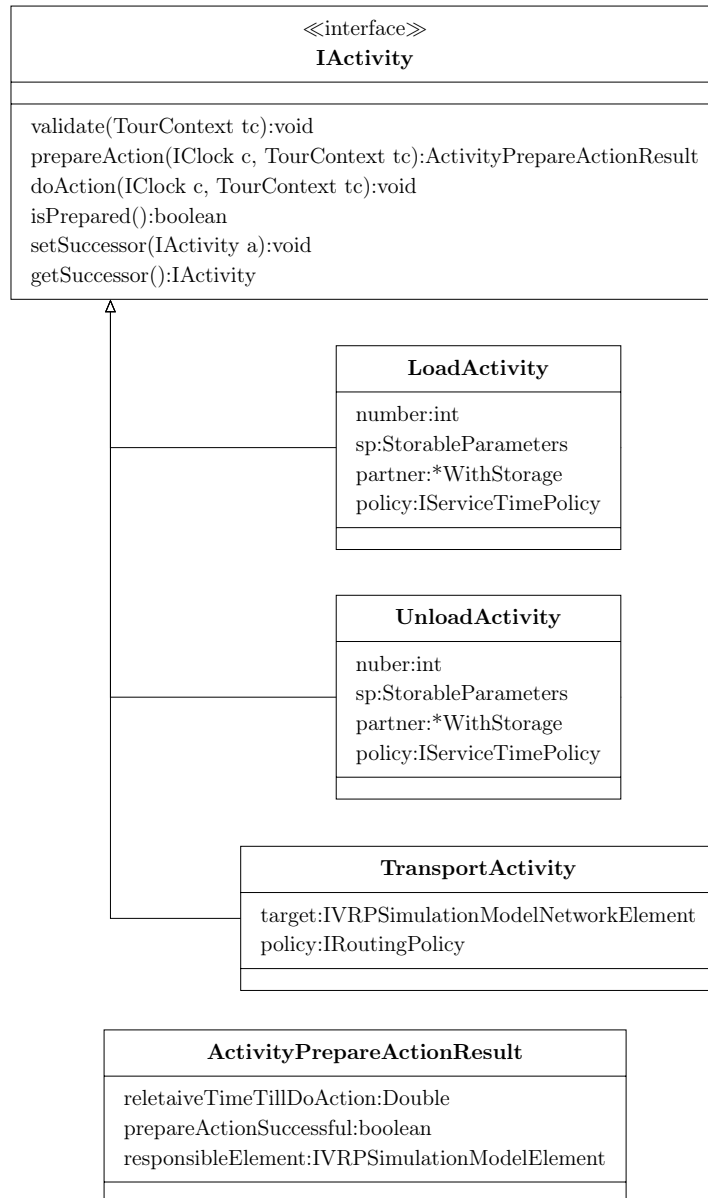 ≪interface≫
IActivity
validate(TourContext tc):void
prepareAction(IClock c, TourContext tc):ActivityPrepareActionResult
doAction(IClock c, TourContext tc):void
isPrepared():boolean
setSuccessor(IActivity a):void
getSuccessor():IActivity
LoadActivity
number:int
sp:StorableParameters
partner:*WithStorage
policy:IServiceTimePolicy
UnloadActivity
nuber:int
sp:StorableParameters
partner:*WithStorage
policy:IServiceTimePolicy
TransportActivity
target:IVRPSimulationModelNetworkElement
policy:IRoutingPolicy
ActivityPrepareActionResult
reletaiveTimeTillDoAction:Double
prepareActionSuccessful:boolean
responsibleElement:IVRPSimulationModelElement